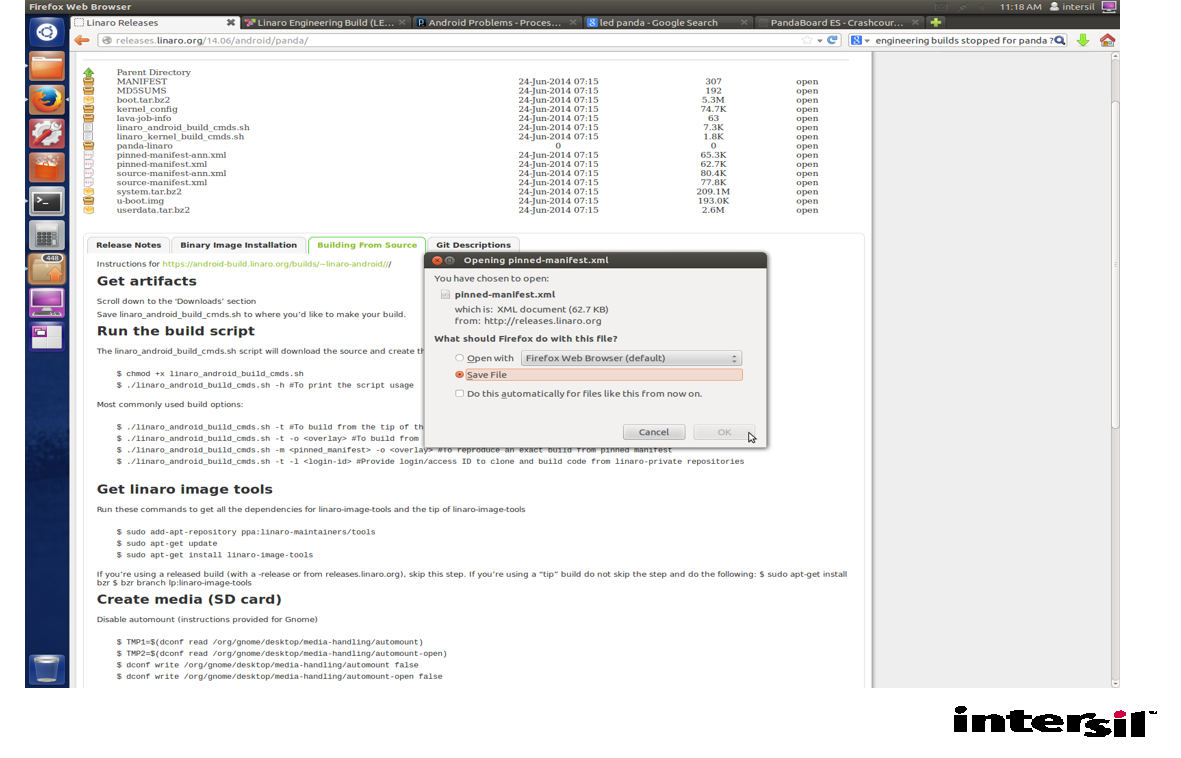 Firefox Web Browser
11:18 AM intersil
Linaro Releases
Linaro Engineering Build (LE...
Android Problems - Proces...
led panda - Google Search
PandaBoard ES - Crashcour...
releases.linaro.org/14.06/android/panda/
engineering builds stopped for panda ?
Parent Directory
MANIFEST 24-Jun-2014 07:15 307 open
MD5SUMS 24-Jun-2014 07:15 192 open
boot.tar.bz2 24-Jun-2014 07:15 5.3M open
kernel_config 24-Jun-2014 07:15 74.7K open
lava-job-info 24-Jun-2014 07:15 63 open
linaro_android_build_cmds.sh 24-Jun-2014 07:15 7.3K open
linaro_kernel_build_cmds.sh 24-Jun-2014 07:15 1.8K open
panda-linaro 0 0 open
pinned-manifest-ann.xml 24-Jun-2014 07:15 65.3K open
pinned-manifest.xml 24-Jun-2014 07:15 62.7K open
source-manifest-ann.xml 24-Jun-2014 07:15 80.4K open
source-manifest.xml 24-Jun-2014 07:15 77.8K open
system.tar.bz2 24-Jun-2014 07:15 209.1M open
u-boot.img 24-Jun-2014 07:15 193.0K open
userdata.tar.bz2 24-Jun-2014 07:15 2.6M open
448
Release Notes
Binary Image Installation
Building From Source
Git Descriptions
Instructions for https://android-build.linaro.org/builds/~linaro-android///
Get artifacts
Scroll down to the 'Downloads' section
Save linaro_android_build_cmds.sh to where you'd like to make your build.
Run the build script
The linaro_android_build_cmds.sh script will download the source and create th
$ chmod +x linaro_android_build_cmds.sh
$ ./linaro_android_build_cmds.sh -h #To print the script usage
Most commonly used build options:
$ ./linaro_android_build_cmds.sh -t #To build from the tip of th
$ ./linaro_android_build_cmds.sh -t -o <overlay> #To build from
$ ./linaro_android_build_cmds.sh -m <pinned_manifest> -o <overlay> #To reproduce an exact build from pinned manifest
$ ./linaro_android_build_cmds.sh -t -l <login-id> #Provide login/access ID to clone and build code from linaro-private repositories
Opening pinned-manifest.xml
You have chosen to open:
pinned-manifest.xml
which is: XML document (62.7 KB)
from: http://releases.linaro.org
What should Firefox do with this file?
Open with Firefox Web Browser (default)
Save File
Do this automatically for files like this from now on.
Cancel OK
Get linaro image tools
Run these commands to get all the dependencies for linaro-image-tools and the tip of linaro-image-tools
$ sudo add-apt-repository ppa:linaro-maintainers/tools
$ sudo apt-get update
$ sudo apt-get install linaro-image-tools
If you're using a released build (with a -release or from releases.linaro.org), skip this step. If you're using a "tip" build do not skip the step and do the following: $ sudo apt-get install
bzr $ bzr branch lp:linaro-image-tools
Create media (SD card)
Disable automount (instructions provided for Gnome)
$ TMP1=$(dconf read /org/gnome/desktop/media-handling/automount)
$ TMP2=$(dconf read /org/gnome/desktop/media-handling/automount-open)
$ dconf write /org/gnome/desktop/media-handling/automount false
$ dconf write /org/gnome/desktop/media-handling/automount-open false
intersil